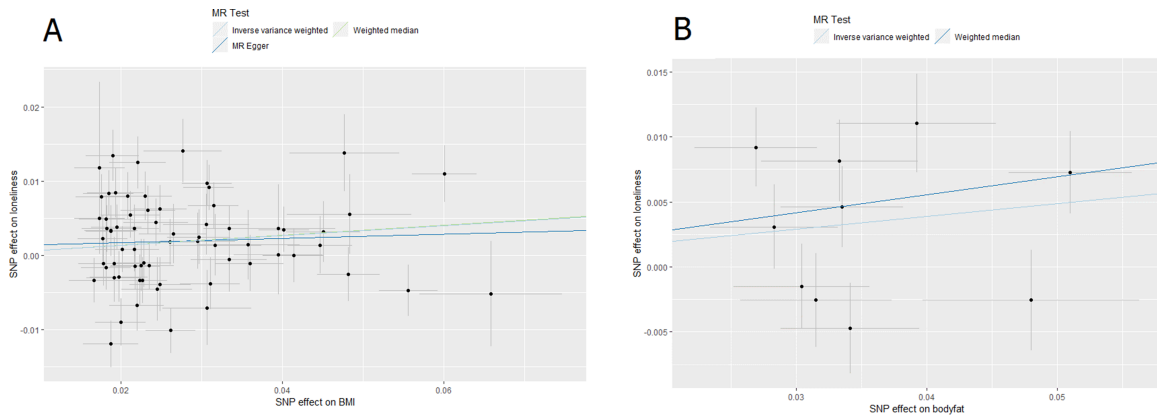 A
MR Test
Inverse variance weighted
Weighted median
MR Egger
0.02
0.01
0.00
-0.01
SNP effect on loneliness
0.02
0.04
0.06
SNP effect on BMI
B
MR Test
Inverse variance weighted
Weighted median
0.015
0.010
0.005
0.000
-0.005
SNP effect on loneliness
0.03
0.04
0.05
SNP effect on bodyfat